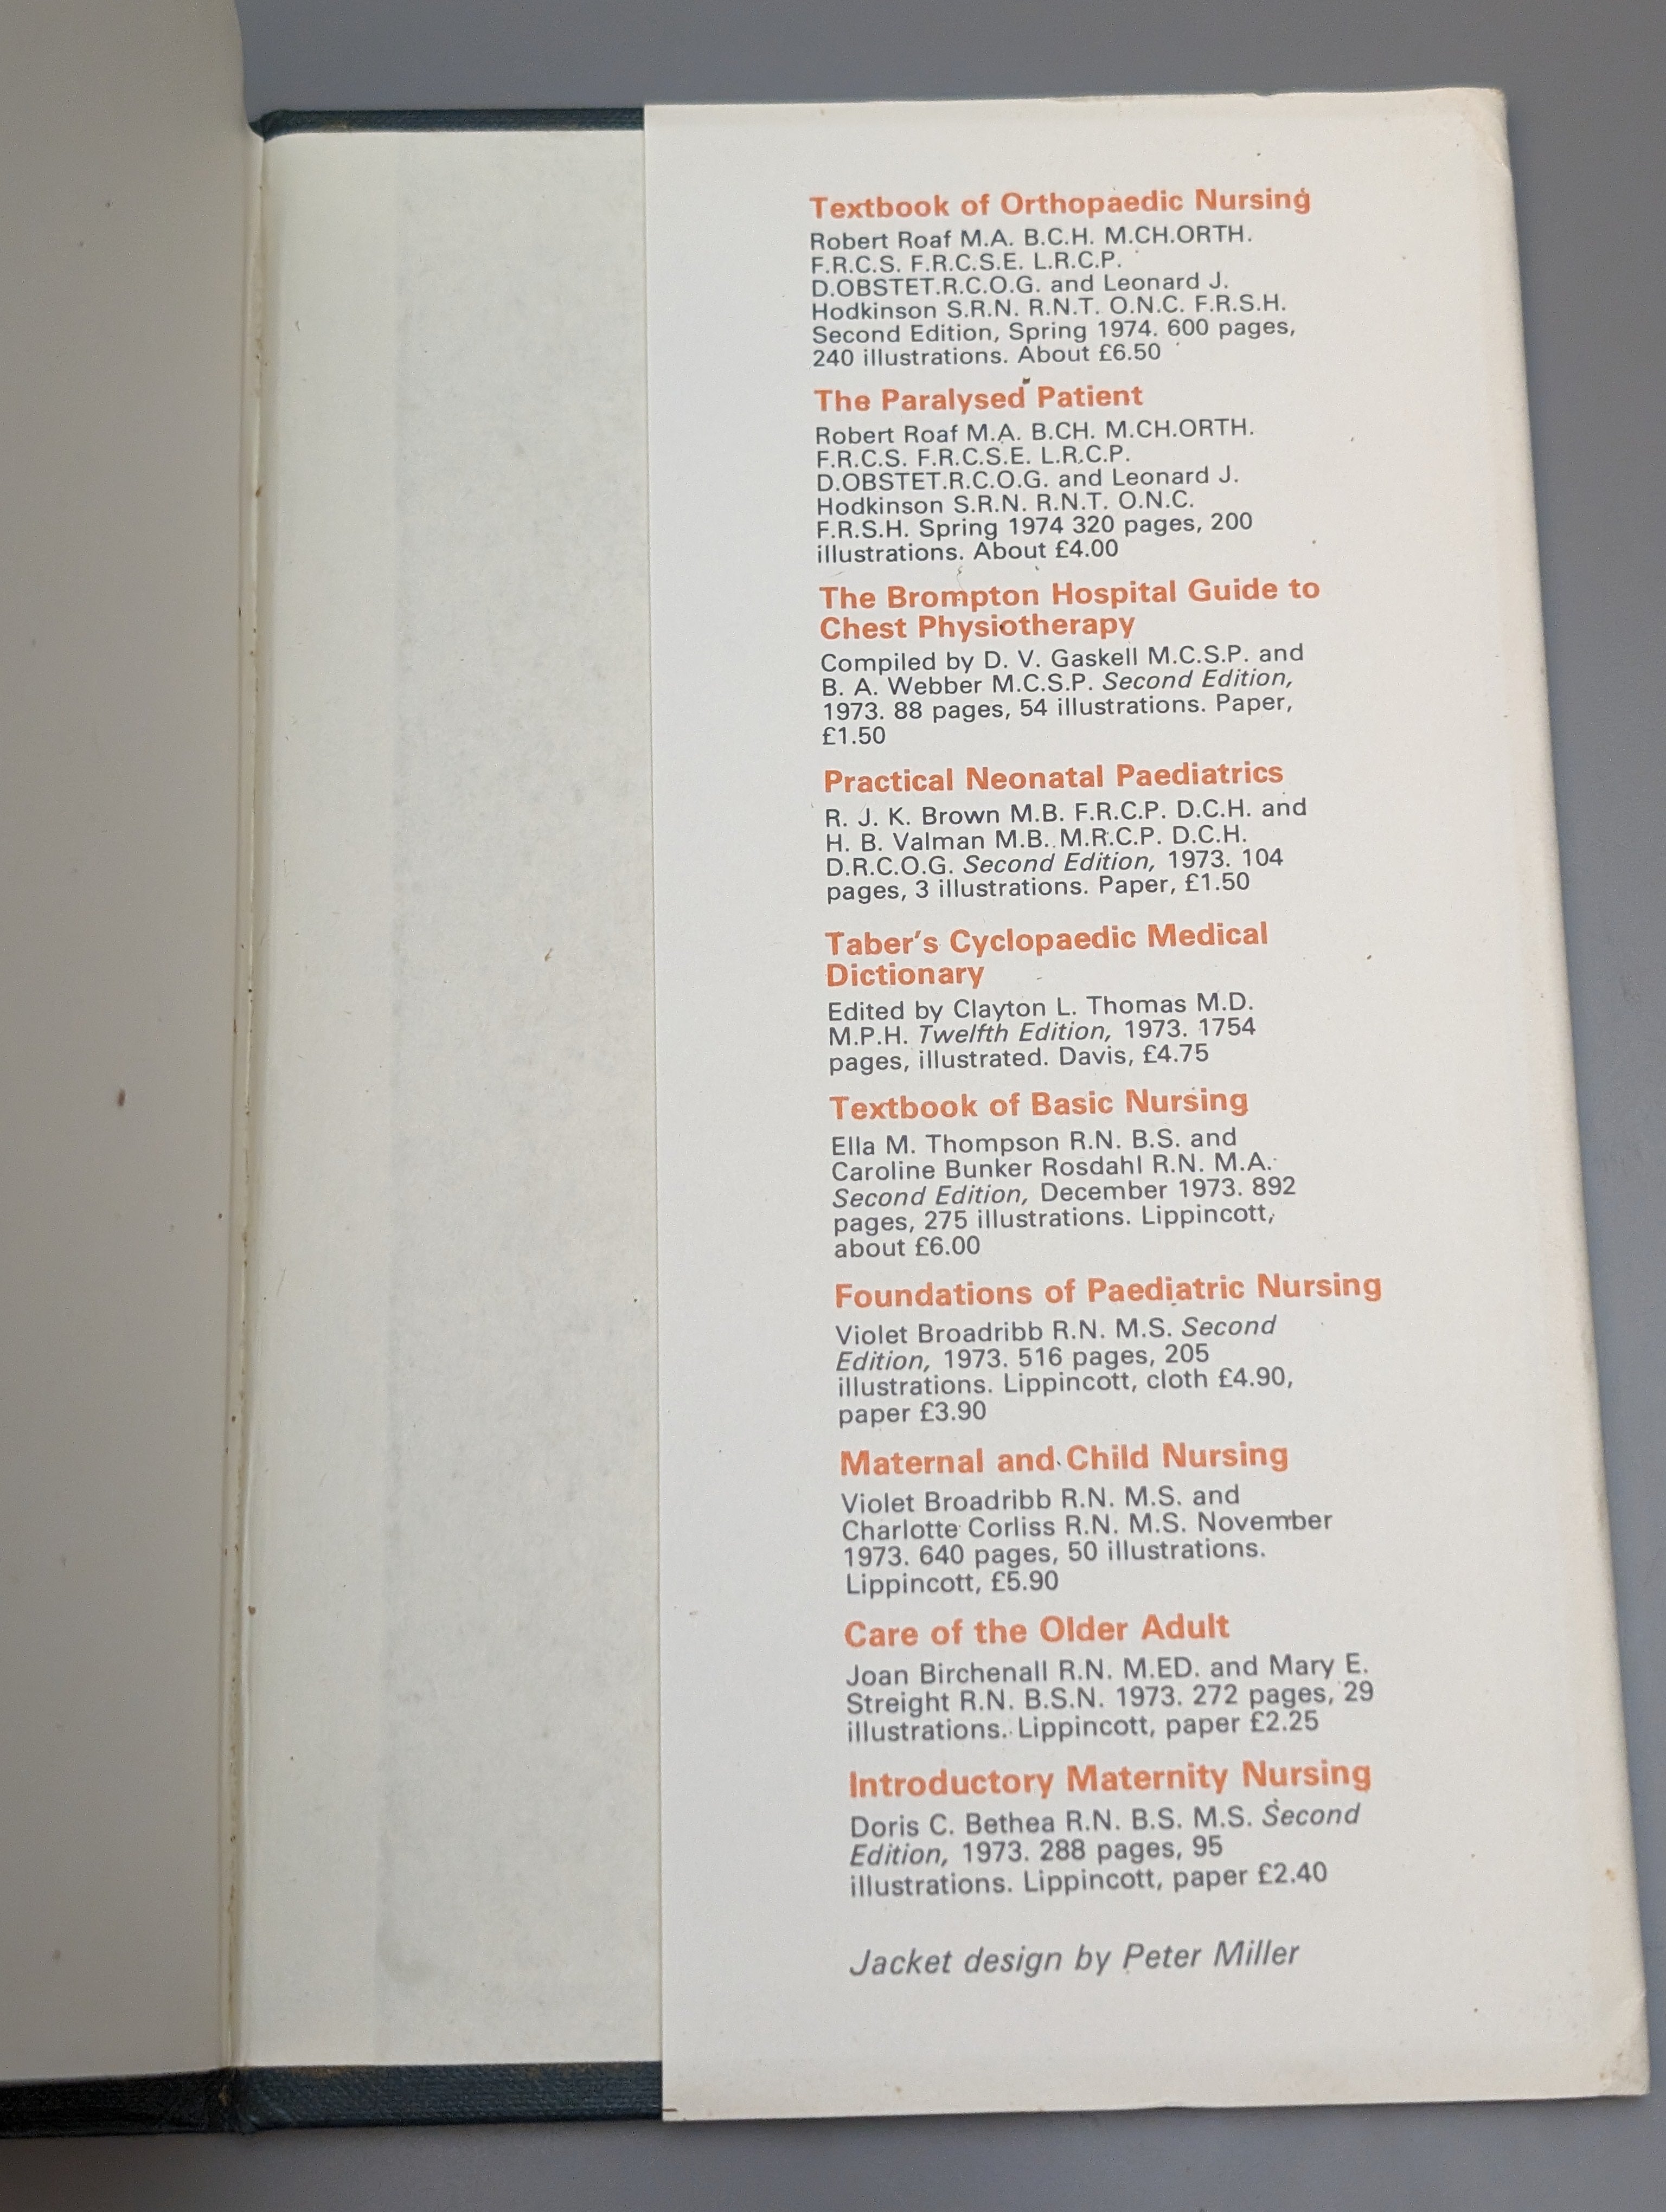 Textbook of Orthopaedic Nursing
Robert Roaf M.A. B.C.H. M.CH.ORTH.
F.R.C.S. F.R.C.S.E. L.R.C.P.
D.OBSTET.R.C.O.G. and Leonard J.
Hodkinson S.R.N. R.N.T. O.N.C. F.R.S.H.
Second Edition, Spring 1974. 600 pages,
240 illustrations. About £6.50
The Paralysed Patient
Robert Roaf M.A. B.CH. M.CH.ORTH.
F.R.C.S. F.R.C.S.E. L.R.C.P.
D.OBSTET.R.C.O.G. and Leonard J.
Hodkinson S.R.N. R.N.T. O.N.C.
F.R.S.H. Spring 1974 320 pages, 200
illustrations. About £4.00
The Brompton Hospital Guide to
Chest Physiotherapy
Compiled by D. V. Gaskell M.C.S.P. and
B. A. Webber M.C.S.P. Second Edition,
1973. 88 pages, 54 illustrations. Paper,
£1.50
Practical Neonatal Paediatrics
R. J. K. Brown M.B. F.R.C.P. D.C.H. and
H. B. Valman M.B. M.R.C.P. D.C.H.
D.R.C.O.G. Second Edition, 1973. 104
pages, 3 illustrations. Paper, £1.50
Taber's Cyclopaedic Medical
Dictionary
Edited by Clayton L. Thomas M.D.
M.P.H. Twelfth Edition, 1973. 1754
pages, illustrated. Davis, £4.75
Textbook of Basic Nursing
Ella M. Thompson R.N. B.S. and
Caroline Bunker Rosdahl R.N. M.A.
Second Edition, December 1973. 892
pages, 275 illustrations. Lippincott,
about £6.00
Foundations of Paediatric Nursing
Violet Broadribb R.N. M.S. Second
Edition, 1973. 516 pages, 205
illustrations. Lippincott, cloth £4.90,
paper £3.90
Maternal and Child Nursing
Violet Broadribb R.N. M.S. and
Charlotte Corliss R.N. M.S. November
1973. 640 pages, 50 illustrations.
Lippincott, £5.90
Care of the Older Adult
Joan Birchenall R.N. M.ED. and Mary E.
Streight R.N. B.S.N. 1973. 272 pages, 29
illustrations. Lippincott, paper £2.25
Introductory Maternity Nursing
Doris C. Bethea R.N. B.S. M.S. Second
Edition, 1973. 288 pages, 95
illustrations. Lippincott, paper £2.40
Jacket design by Peter Miller